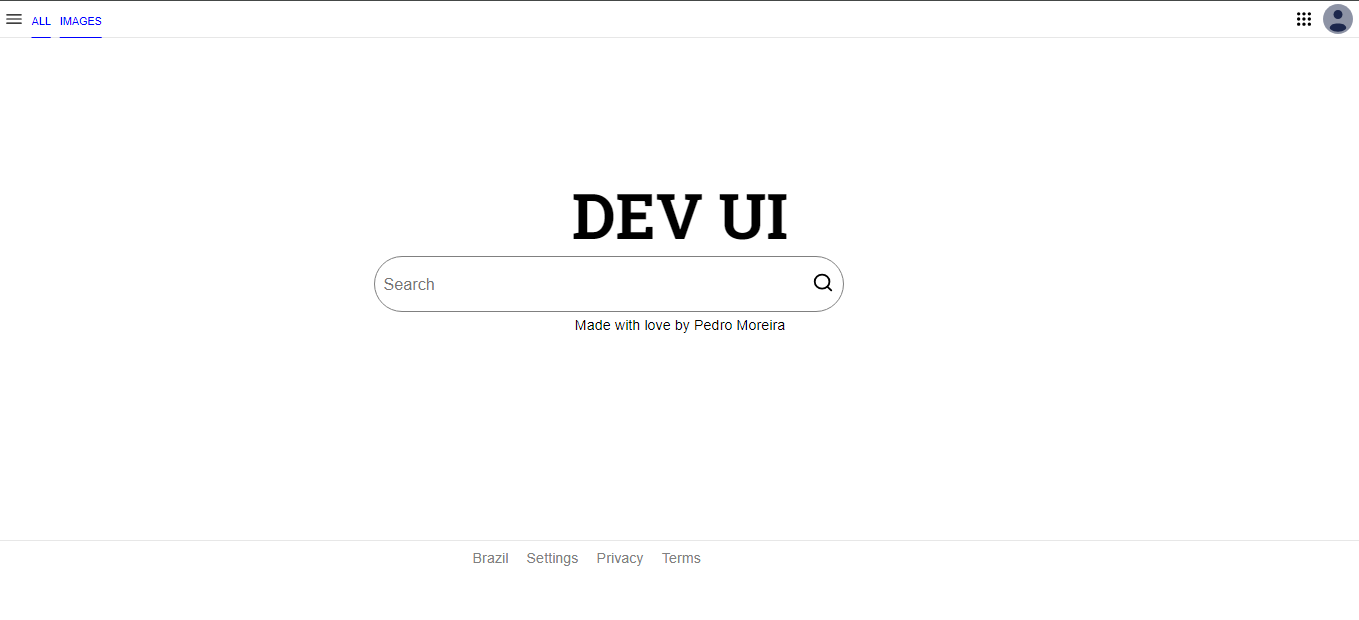 ALL IMAGES
DEV UI
Search
Made with love by Pedro Moreira
Brazil Settings Privacy Terms